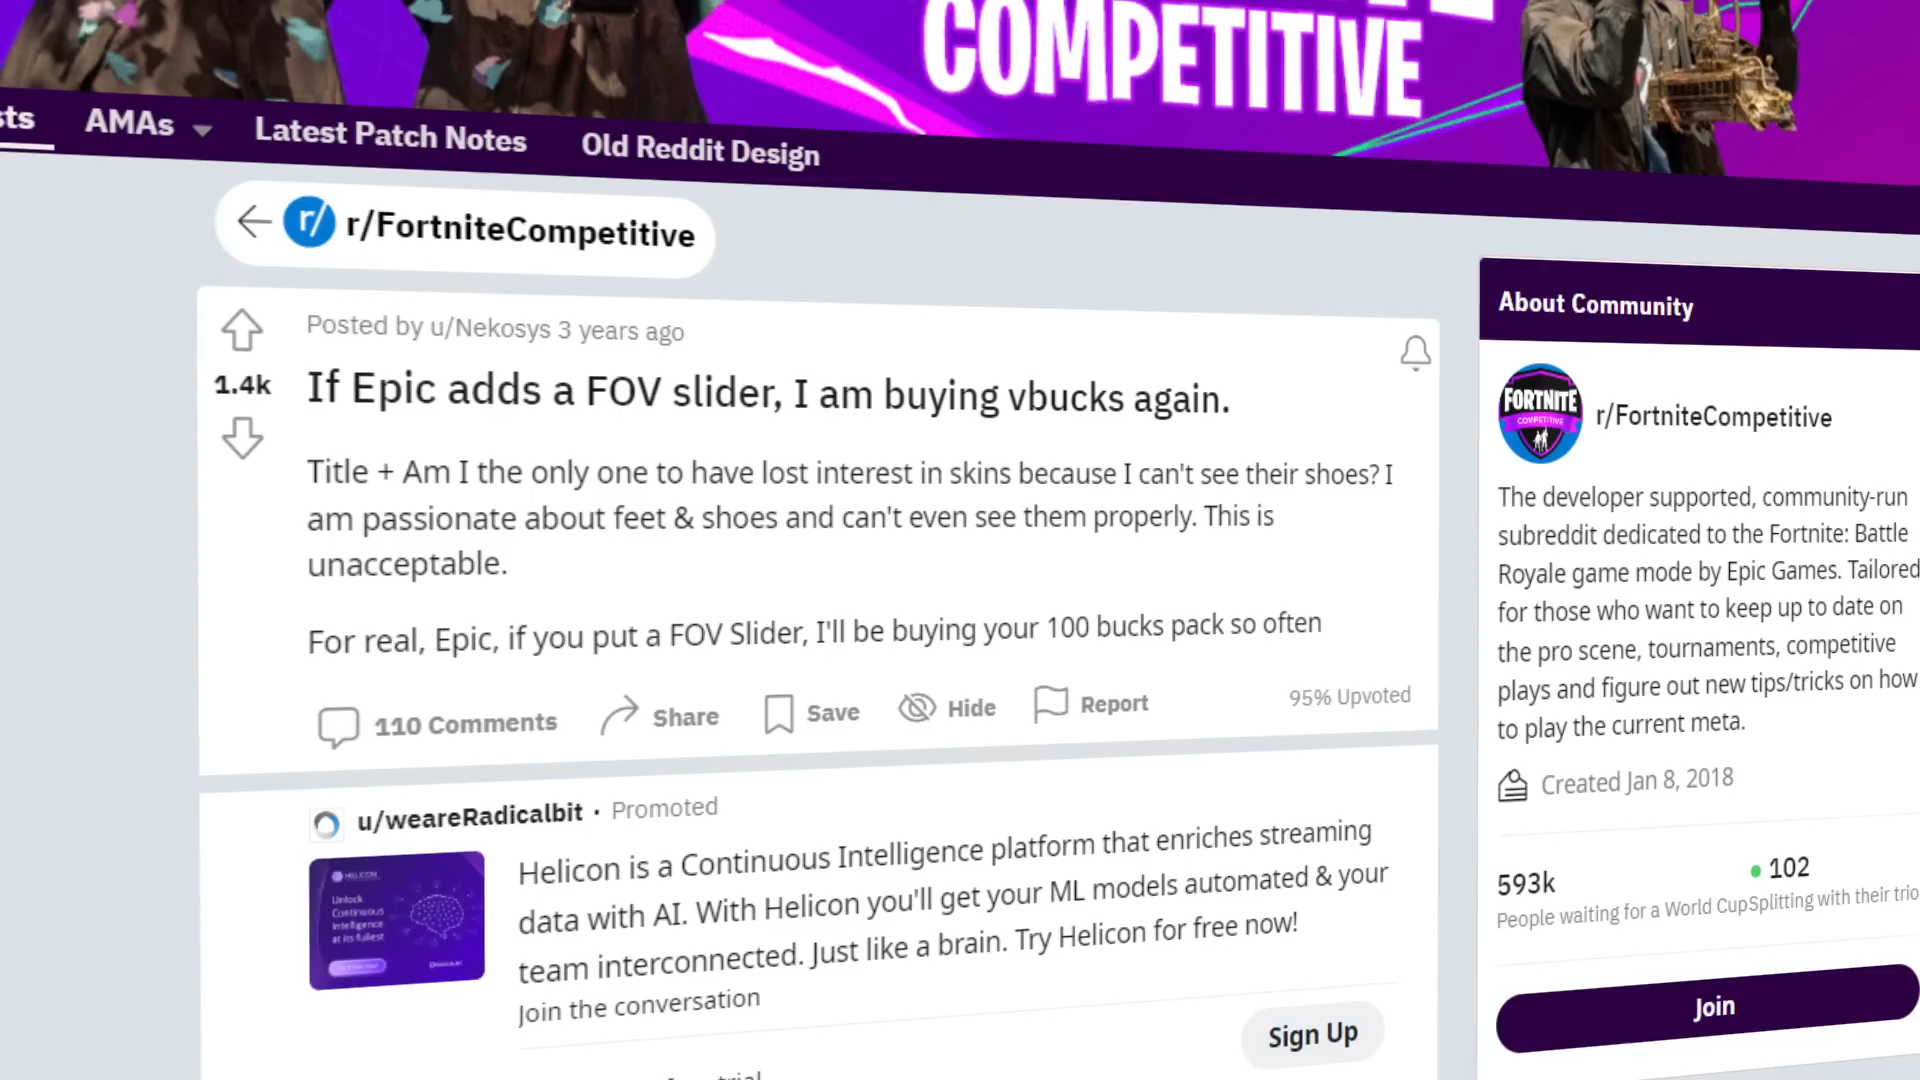 COMPETITIVE
sts
AMAs
Latest Patch Notes
Old Reddit Design
r/ r/FortniteCompetitive
Posted by u/Nekosys 3 years ago
1.4k
If Epic adds a FOV slider, I am buying vbucks again.
Title + Am I the only one to have lost interest in skins because I can't see their shoes? I
am passionate about feet & shoes and can't even see them properly. This is
unacceptable.
For real, Epic, if you put a FOV Slider, I'll be buying your 100 bucks pack so often
110 Comments
Share
Save
Hide
Report
95% Upvoted
u/weareRadicalbit · Promoted
HELICON
Unlock
Continuous
Intelligence
at its fullest
Helicon is a Continuous Intelligence platform that enriches streaming
data with AI. With Helicon you'll get your ML models automated & your
team interconnected. Just like a brain. Try Helicon for free now!
Join the conversation
Sign Up
About Community
FORTNITE
COMPETITIVE
r/FortniteCompetitive
The developer supported, community-run
subreddit dedicated to the Fortnite: Battle
Royale game mode by Epic Games. Tailored
for those who want to keep up to date on
the pro scene, tournaments, competitive
plays and figure out new tips/tricks on how
to play the current meta.
Created Jan 8, 2018
593k
People waiting for a World Cup
102
Splitting with their trio
Join